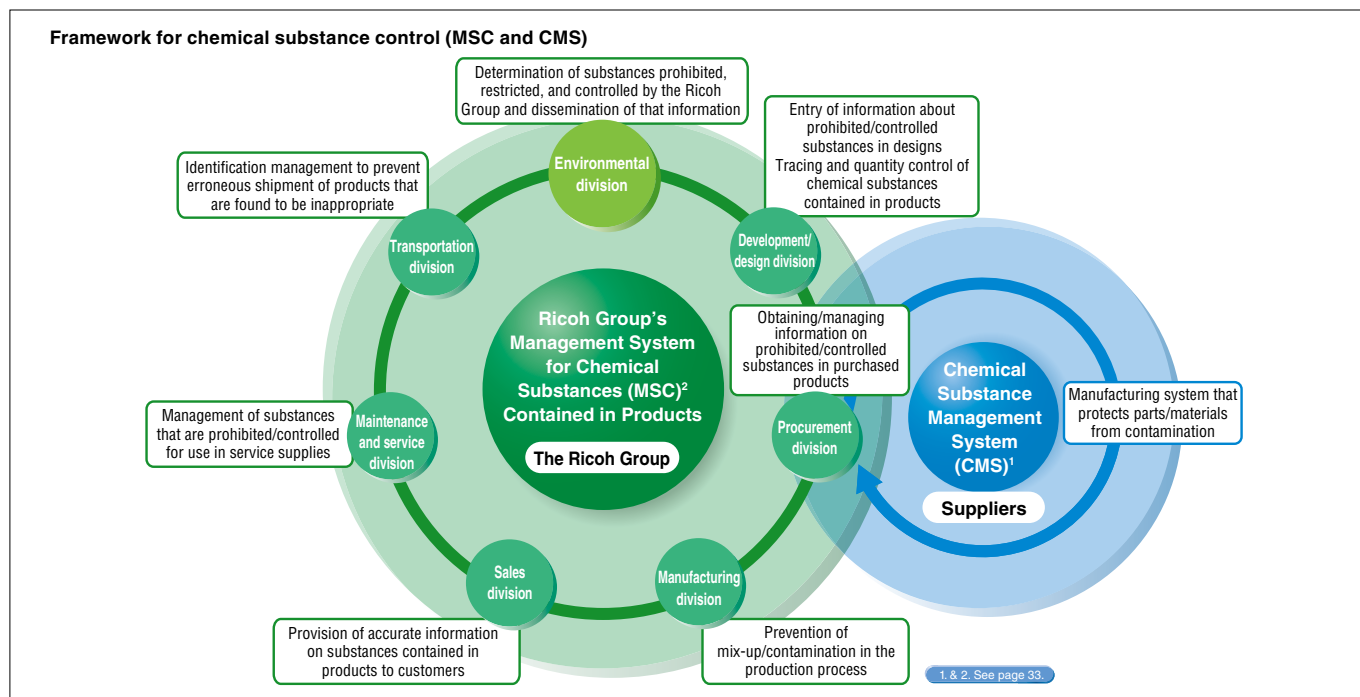 Framework for chemical substance control (MSC and CMS)
Determination of substances prohibited,
restricted, and controlled by the Ricoh
Group and dissemination of that information
Environmental
division
Entry of information about
prohibited/controlled
substances in designs
Tracing and quantity control of
chemical substances
contained in products
Development/
design division
Identification management to prevent
erroneous shipment of products that
are found to be inappropriate
Transportation
division
Ricoh Group's
Management System
for Chemical
Substances (MSC)²
Contained in Products
The Ricoh Group
Obtaining/managing
information on
prohibited/controlled
substances in purchased
products
Procurement
division
Chemical
Substance
Management
System
(CMS)¹
Suppliers
Manufacturing system that
protects parts/materials
from contamination
Management of substances
that are prohibited/controlled
for use in service supplies
Maintenance
and service
division
Sales
division
Provision of accurate information
on substances contained in
products to customers
Manufacturing
division
Prevention of
mix-up/contamination in the
production process
1. & 2. See page 33.